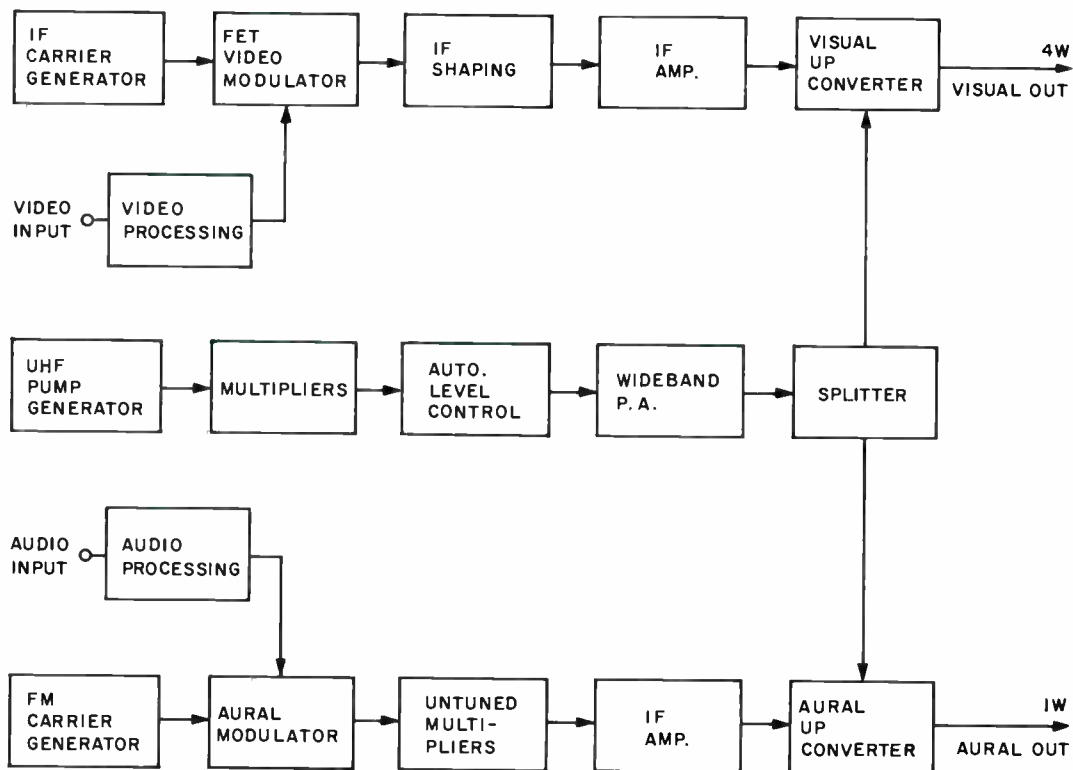 IF
CARRIER
GENERATOR
FET
VIDEO
MODULATOR
IF
SHAPING
IF
AMP.
VISUAL
UP
CONVERTER
4W
VISUAL OUT
VIDEO
INPUT
VIDEO
PROCESSING
UHF
PUMP
GENERATOR
MULTIPLIERS
AUTO.
LEVEL
CONTROL
WIDEBAND
P.A.
SPLITTER
AUDIO
INPUT
AUDIO
PROCESSING
FM
CARRIER
GENERATOR
AURAL
MODULATOR
UNTUNED
MULTI-
PLIERS
IF
AMP.
AURAL
UP
CONVERTER
1W
AURAL OUT